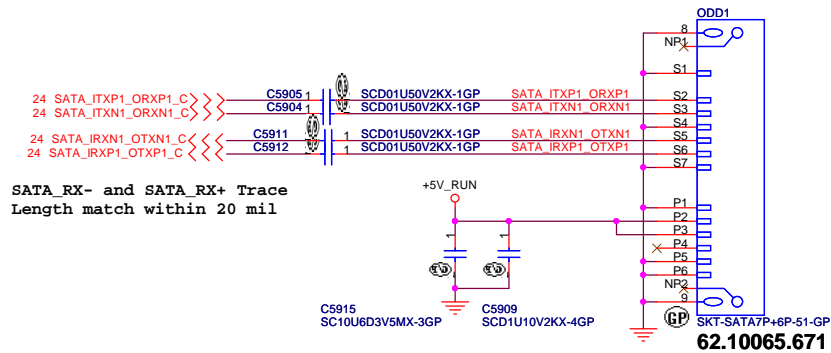 ODD1
8
NP1
S1
24 SATA_ITXP1_ORXP1_C C5905 1 SCD01U50V2KX-1GP SATA_ITXP1_ORXP1 S2
24 SATA_ITXN1_ORXN1_C C5904 1 SCD01U50V2KX-1GP SATA_ITXN1_ORXN1 S3
S4
24 SATA_IRXN1_OTXN1_C C5911 1 SCD01U50V2KX-1GP SATA_IRXN1_OTXN1 S5
24 SATA_IRXP1_OTXP1_C C5912 1 SCD01U50V2KX-1GP SATA_IRXP1_OTXP1 S6
S7
SATA_RX- and SATA_RX+ Trace
Length match within 20 mil
+5V_RUN
P1
P2
P3
1 1
P4
P5
P6
NP2
9
C5915
SC10U6D3V5MX-3GP
C5909
SCD1U10V2KX-4GP
GP
SKT-SATA7P+6P-51-GP
62.10065.671